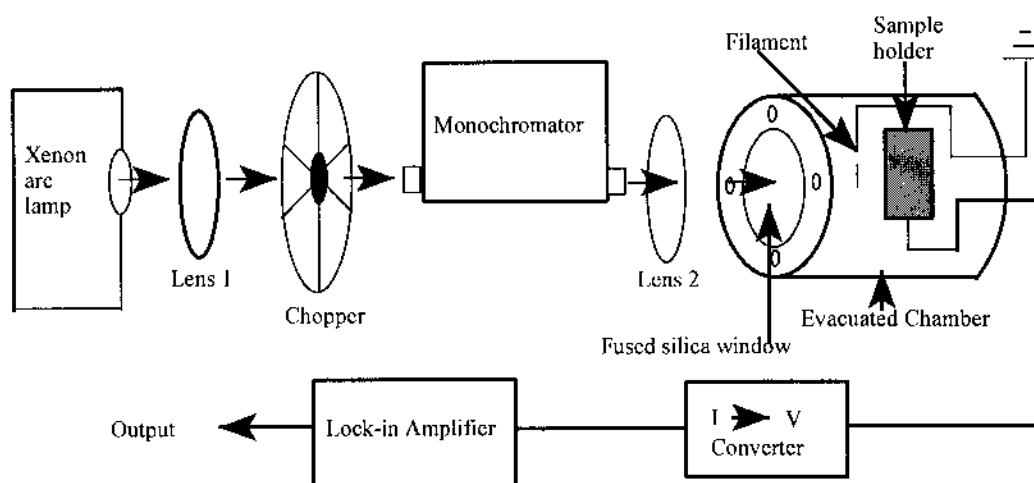 Filament
Sample
holder
Xenon
arc
lamp
Monochromator
Lens 1
Chopper
Lens 2
Evacuated Chamber
Fused silica window
Output
Lock-in Amplifier
I V
Converter